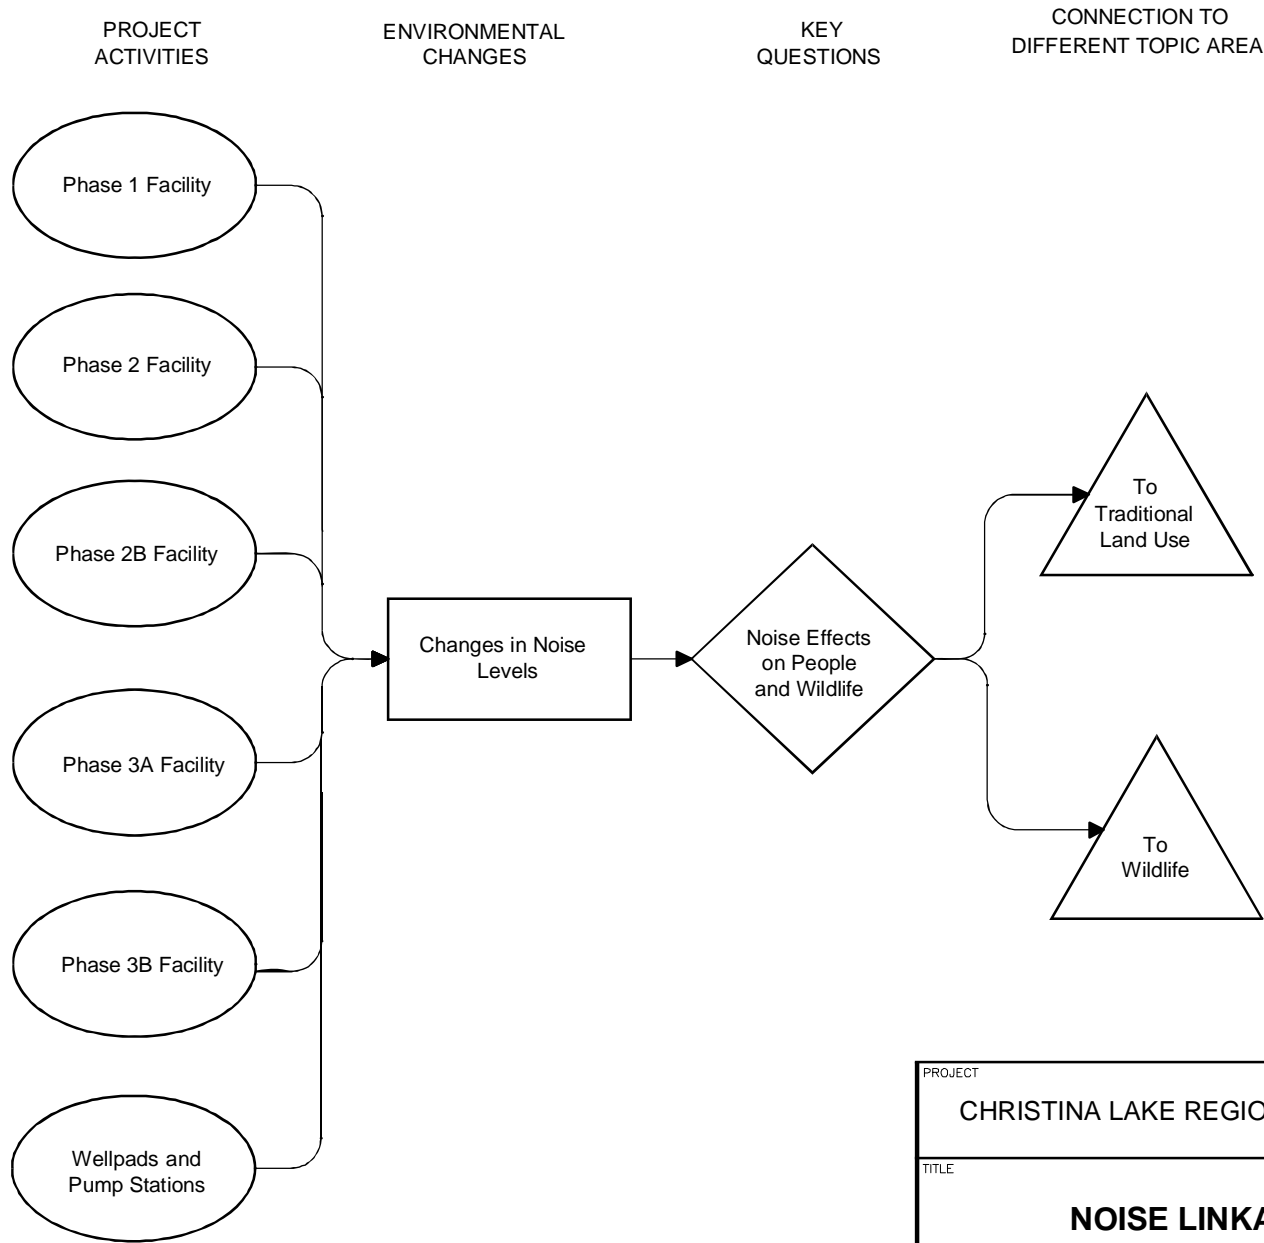 PROJECT
ACTIVITIES
ENVIRONMENTAL
CHANGES
KEY
QUESTIONS
CONNECTION TO
DIFFERENT TOPIC AREA
Phase 1 Facility
Phase 2 Facility
Phase 2B Facility
Phase 3A Facility
Phase 3B Facility
Wellpads and
Pump Stations
Changes in Noise
Levels
Noise Effects
on People
and Wildlife
To
Traditional
Land Use
To
Wildlife
PROJECT
CHRISTINA LAKE REGIO
TITLE
NOISE LINKA